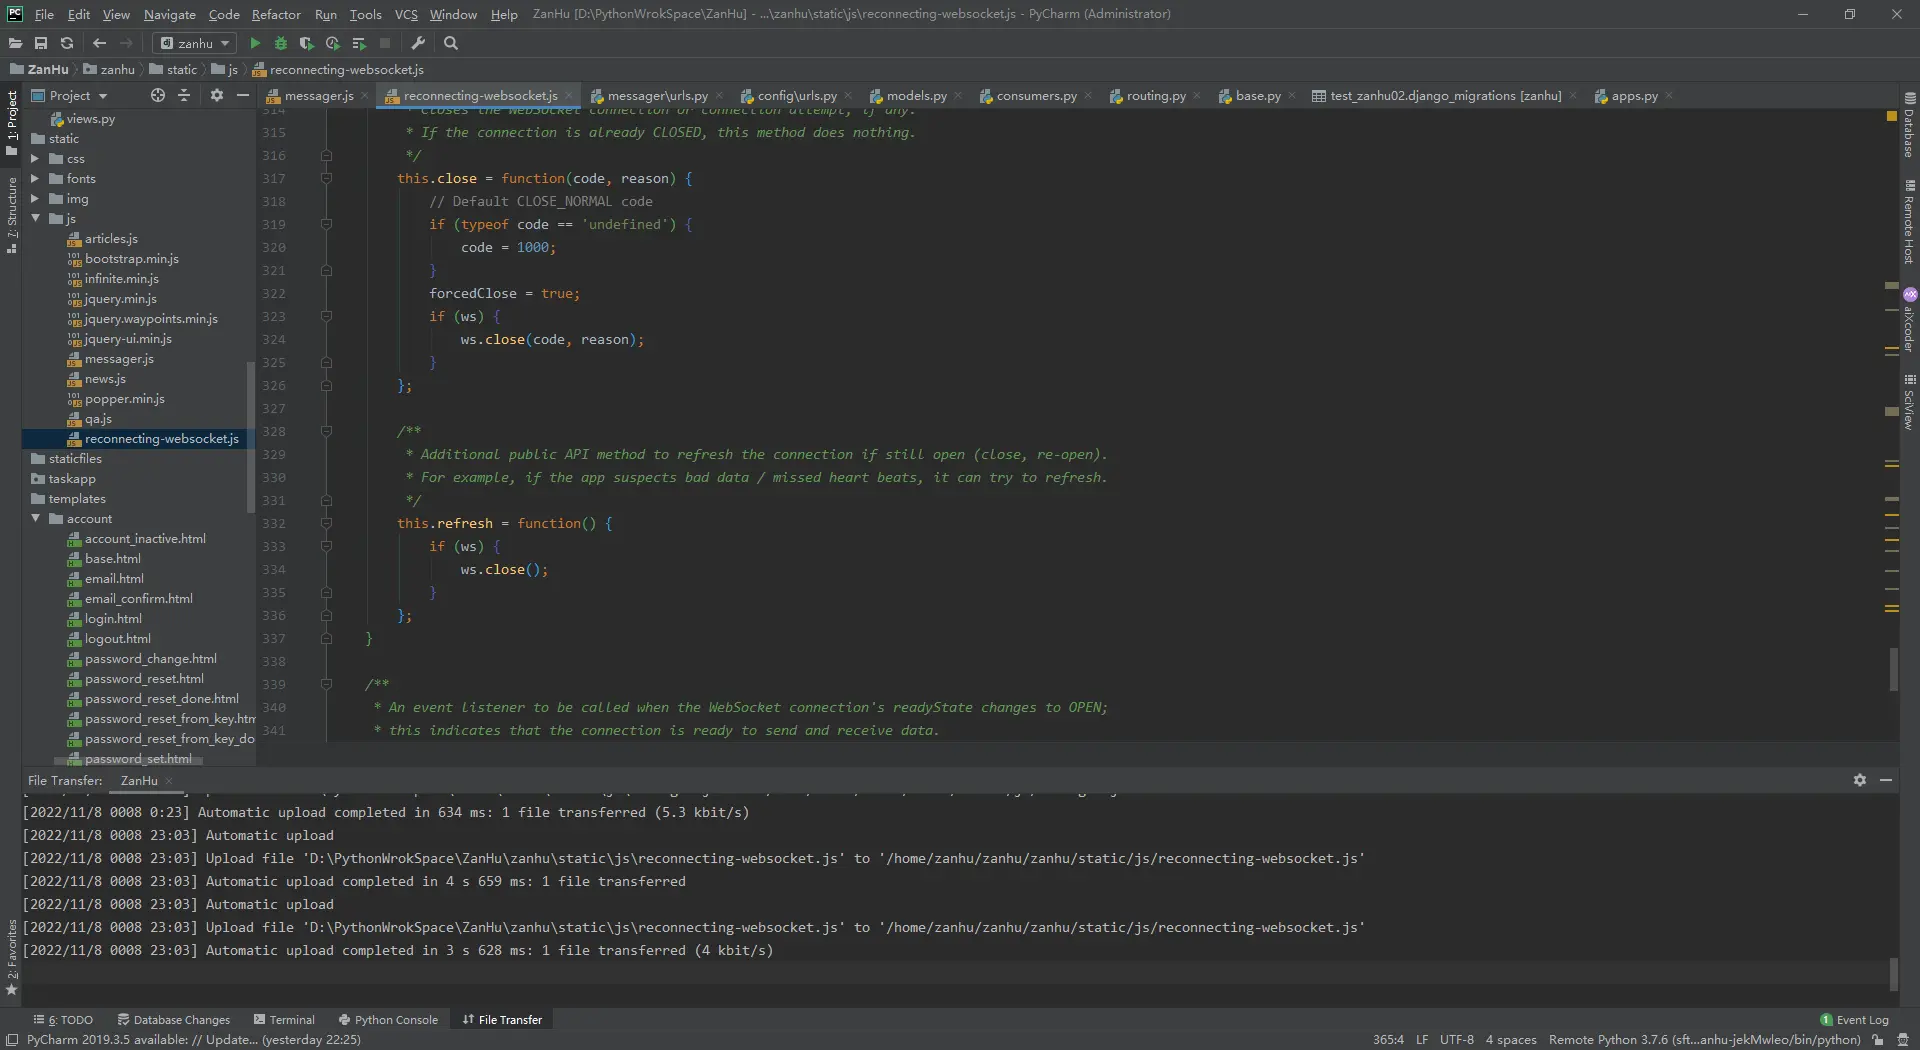 File Edit View Navigate Code Refactor Run Tools VCS Window Help ZanHu [D:\PythonWrokSpace\ZanHu] - ...\zanhu\static\js\reconnecting-websocket.js - PyCharm (Administrator)
zanhu
ZanHu zanhu static js reconnecting-websocket.js
Project
messager.js reconnecting-websocket.js messager\urls.py config\urls.py models.py consumers.py routing.py base.py test_zanhu02.django_migrations [zanhu] apps.py
1: Project
7: Structure
2: Favorites
views.py
static
css
fonts
img
js
articles.js
bootstrap.min.js
infinite.min.js
jquery.min.js
jquery.waypoints.min.js
jquery-ui.min.js
messager.js
news.js
popper.min.js
qa.js
reconnecting-websocket.js
staticfiles
taskapp
templates
account
account_inactive.html
base.html
email.html
email_confirm.html
login.html
logout.html
password_change.html
password_reset.html
password_reset_done.html
password_reset_from_key.htm
password_reset_from_key_do
password_set.html
314 * Closes the WebSocket connection or connection attempt, if any.
315 * If the connection is already CLOSED, this method does nothing.
316 */
317 this.close = function(code, reason) {
318 // Default CLOSE_NORMAL code
319 if (typeof code == 'undefined') {
320 code = 1000;
321 }
322 forcedClose = true;
323 if (ws) {
324 ws.close(code, reason);
325 }
326 };
327
328 /**
329 * Additional public API method to refresh the connection if still open (close, re-open).
330 * For example, if the app suspects bad data / missed heart beats, it can try to refresh.
331 */
332 this.refresh = function() {
333 if (ws) {
334 ws.close();
335 }
336 };
337 }
338
339 /**
340 * An event listener to be called when the WebSocket connection's readyState changes to OPEN;
341 * this indicates that the connection is ready to send and receive data.
Database
Remote Host
aiXcoder
SciView
File Transfer: ZanHu
[2022/11/8 0008 0:23] Automatic upload completed in 634 ms: 1 file transferred (5.3 kbit/s)
[2022/11/8 0008 23:03] Automatic upload
[2022/11/8 0008 23:03] Upload file 'D:\PythonWrokSpace\ZanHu\zanhu\static\js\reconnecting-websocket.js' to '/home/zanhu/zanhu/zanhu/static/js/reconnecting-websocket.js'
[2022/11/8 0008 23:03] Automatic upload completed in 4 s 659 ms: 1 file transferred
[2022/11/8 0008 23:03] Automatic upload
[2022/11/8 0008 23:03] Upload file 'D:\PythonWrokSpace\ZanHu\zanhu\static\js\reconnecting-websocket.js' to '/home/zanhu/zanhu/zanhu/static/js/reconnecting-websocket.js'
[2022/11/8 0008 23:03] Automatic upload completed in 3 s 628 ms: 1 file transferred (4 kbit/s)
6: TODO Database Changes Terminal Python Console File Transfer 1 Event Log
PyCharm 2019.3.5 available: // Update... (yesterday 22:25) 365:4 LF UTF-8 4 spaces Remote Python 3.7.6 (sft...anhu-jekMwleo/bin/python)